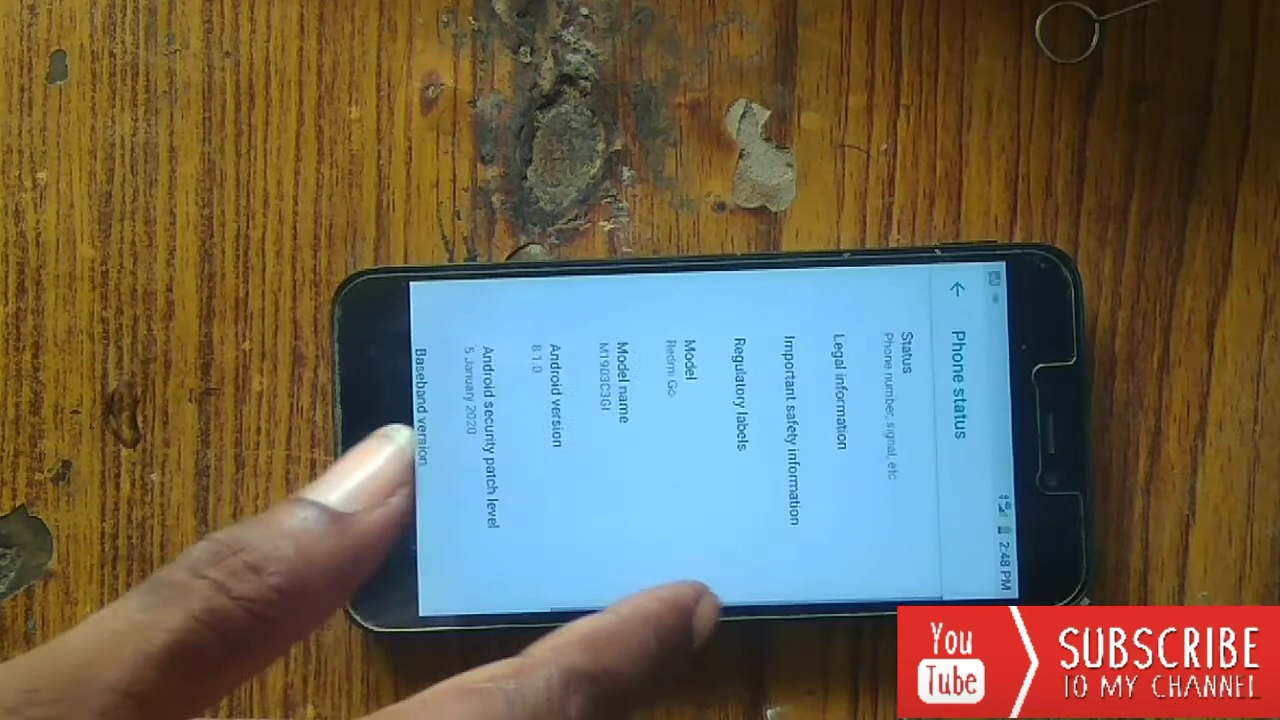 2:48 PM
Phone status
Status
Phone number, signal, etc
Legal information
Important safety information
Regulatory labels
Model
Redmi Go
Model name
M1903C3GI
Android version
8.1.0
Android security patch level
5 January 2020
Baseband version
You
Tube
SUBSCRIBE
TO MY CHANNEL